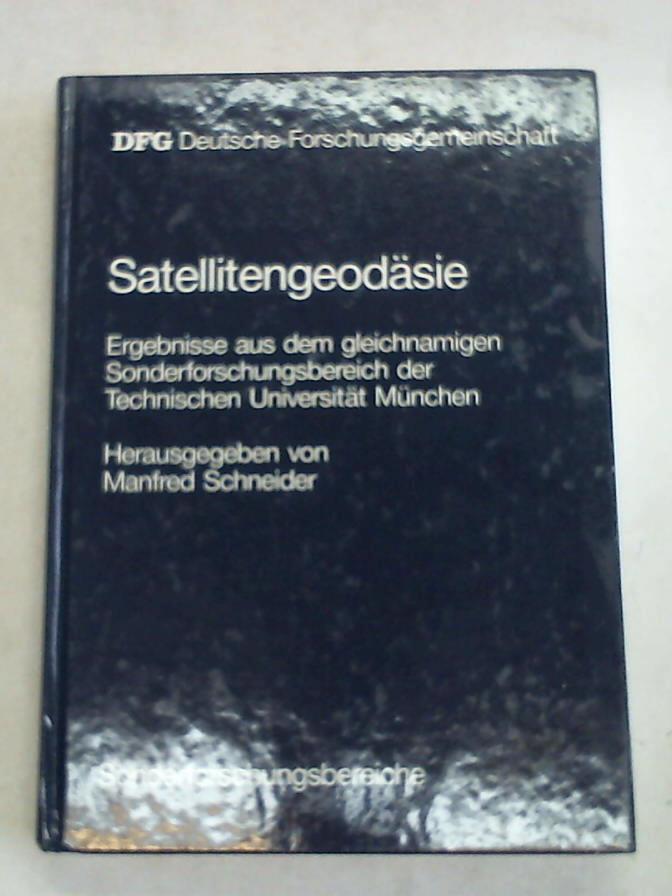 DFG Deutsche Forschungsgemeinschaft
Satellitengeodäsie
Ergebnisse aus dem gleichnamigen
Sonderforschungsbereich der
Technischen Universität München
Herausgegeben von
Manfred Schneider
Sonderforschungsbereiche